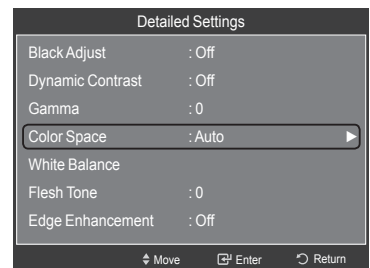 Detailed Settings
Black Adjust : Off
Dynamic Contrast : Off
Gamma : 0
Color Space : Auto
White Balance
Flesh Tone : 0
Edge Enhancement : Off
Move Enter Return